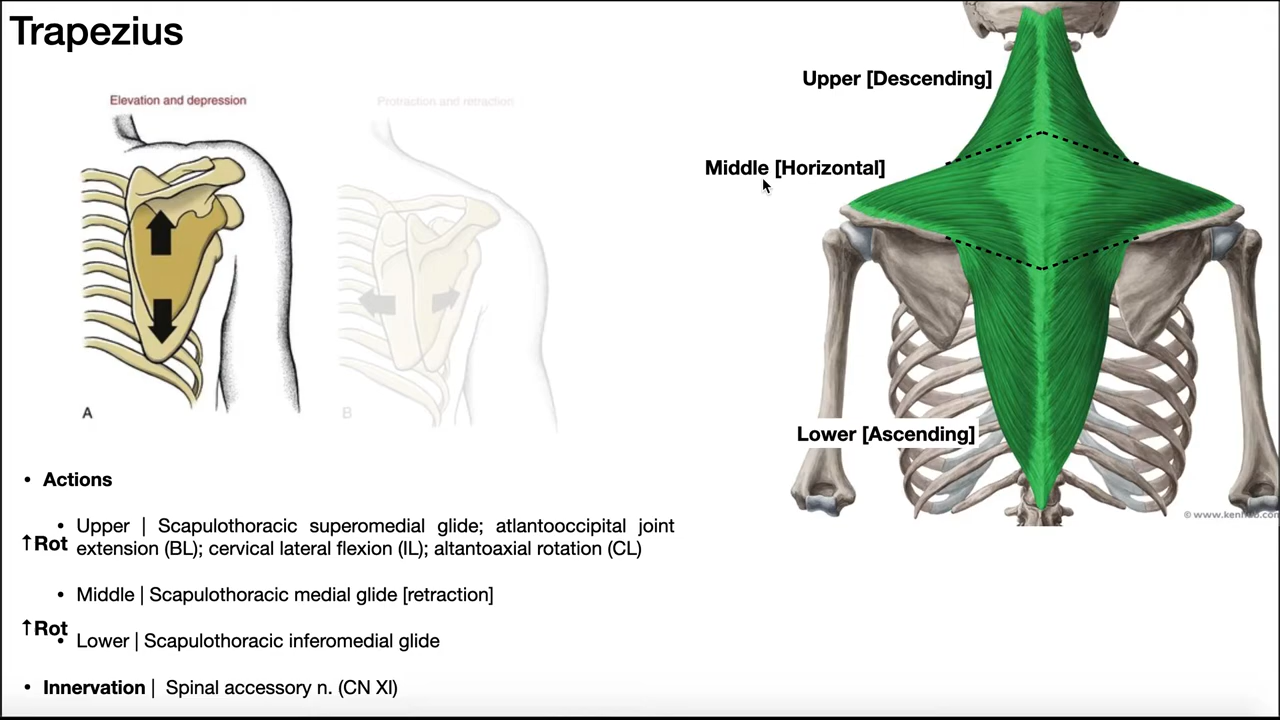 Trapezius
Elevation and depression
Protraction and retraction
A
B
Upper [Descending]
Middle [Horizontal]
Lower [Ascending]
© www.kenhub.com
• Actions
• Upper | Scapulothoracic superomedial glide; atlantooccipital joint
↑Rot
extension (BL); cervical lateral flexion (IL); altantoaxial rotation (CL)
• Middle | Scapulothoracic medial glide [retraction]
↑Rot
• Lower | Scapulothoracic inferomedial glide
• Innervation | Spinal accessory n. (CN XI)